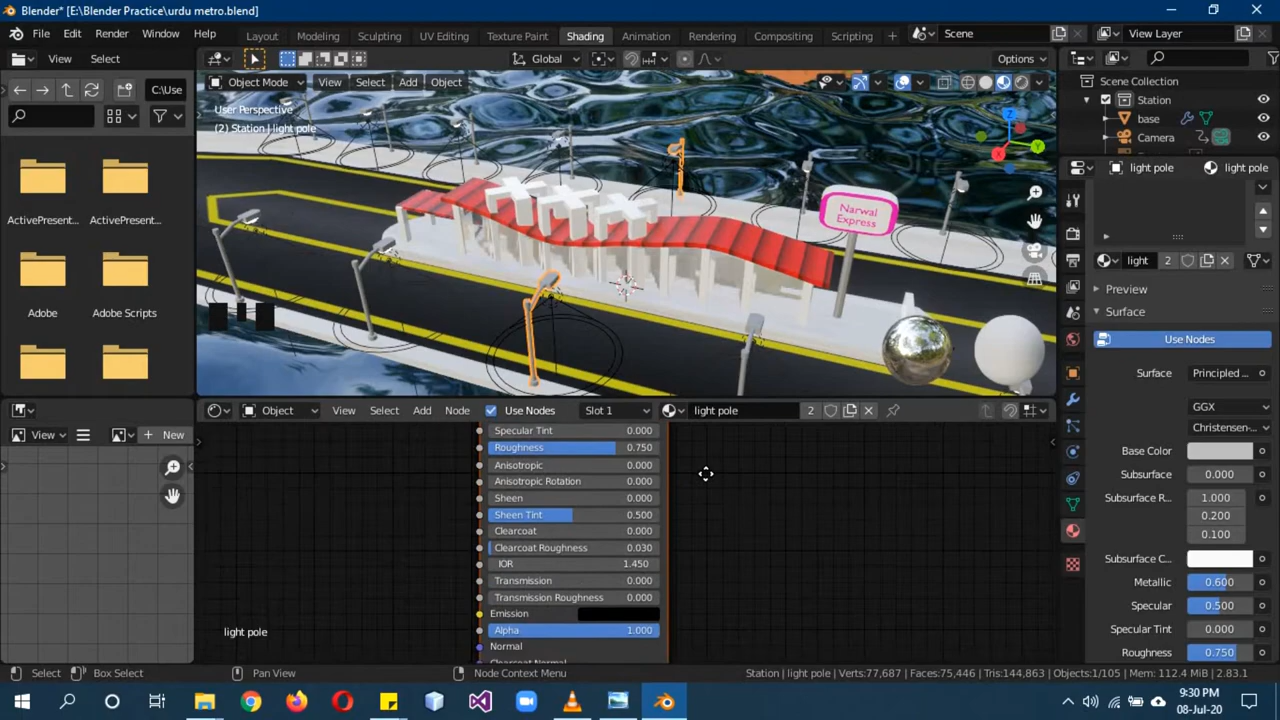 Blender* [E:\Blender Practice\urdu metro.blend]
File Edit Render Window Help
Layout Modeling Sculpting UV Editing Texture Paint Shading Animation Rendering Compositing Scripting
Scene
View Layer
View Select
Global
Options
C:\Use
Object Mode View Select Add Object
User Perspective
(2) Station | light pole
Scene Collection
Station
base
Camera
light pole
light pole
ActivePresent...
ActivePresent...
Adobe
Adobe Scripts
Narwal
Express
Z
Y
X
light 2
Preview
Surface
Use Nodes
Surface Principled ...
GGX
Christensen-...
Base Color
Subsurface 0.000
Subsurface R... 1.000
0.200
0.100
Subsurface C...
Metallic 0.600
Specular 0.500
Specular Tint 0.000
Roughness 0.750
View
New
Object View Select Add Node Use Nodes Slot 1 light pole 2
Specular Tint 0.000
Roughness 0.750
Anisotropic 0.000
Anisotropic Rotation 0.000
Sheen 0.000
Sheen Tint 0.500
Clearcoat 0.000
Clearcoat Roughness 0.030
IOR 1.450
Transmission 0.000
Transmission Roughness 0.000
Emission
Alpha 1.000
Normal
Clearcoat Normal
light pole
Select Box Select Pan View Node Context Menu
Station | light pole | Verts:77,687 | Faces:75,446 | Tris:144,863 | Objects:1/105 | Mem: 112.4 MiB | 2.83.1
9:30 PM
08-Jul-20